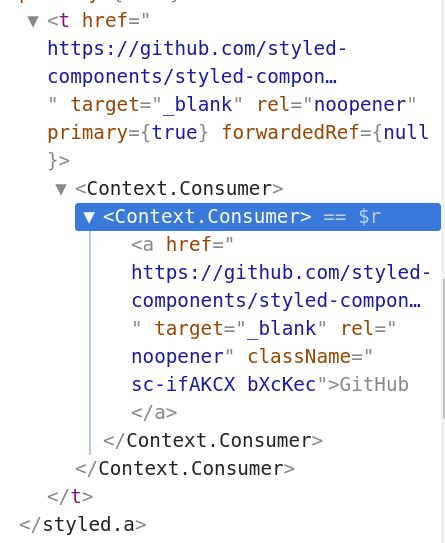 ▼ <t href="
https://github.com/styled-
components/styled-compon…
" target="_blank" rel="noopener"
primary={true} forwardedRef={null
}>
▼ <Context.Consumer>
▼ <Context.Consumer> == $r
<a href="
https://github.com/styled-
components/styled-compon…
" target="_blank" rel="
noopener" className="
sc-ifAKCX bXcKec">GitHub
</a>
</Context.Consumer>
</Context.Consumer>
</t>
</styled.a>